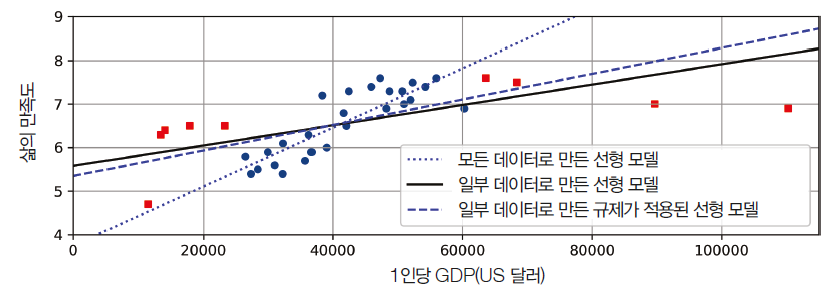 9
8
7
6
5
4
삶의 만족도
모든 데이터로 만든 선형 모델
일부 데이터로 만든 선형 모델
일부 데이터로 만든 규제가 적용된 선형 모델
0 20000 40000 60000 80000 100000
1인당 GDP(US 달러)